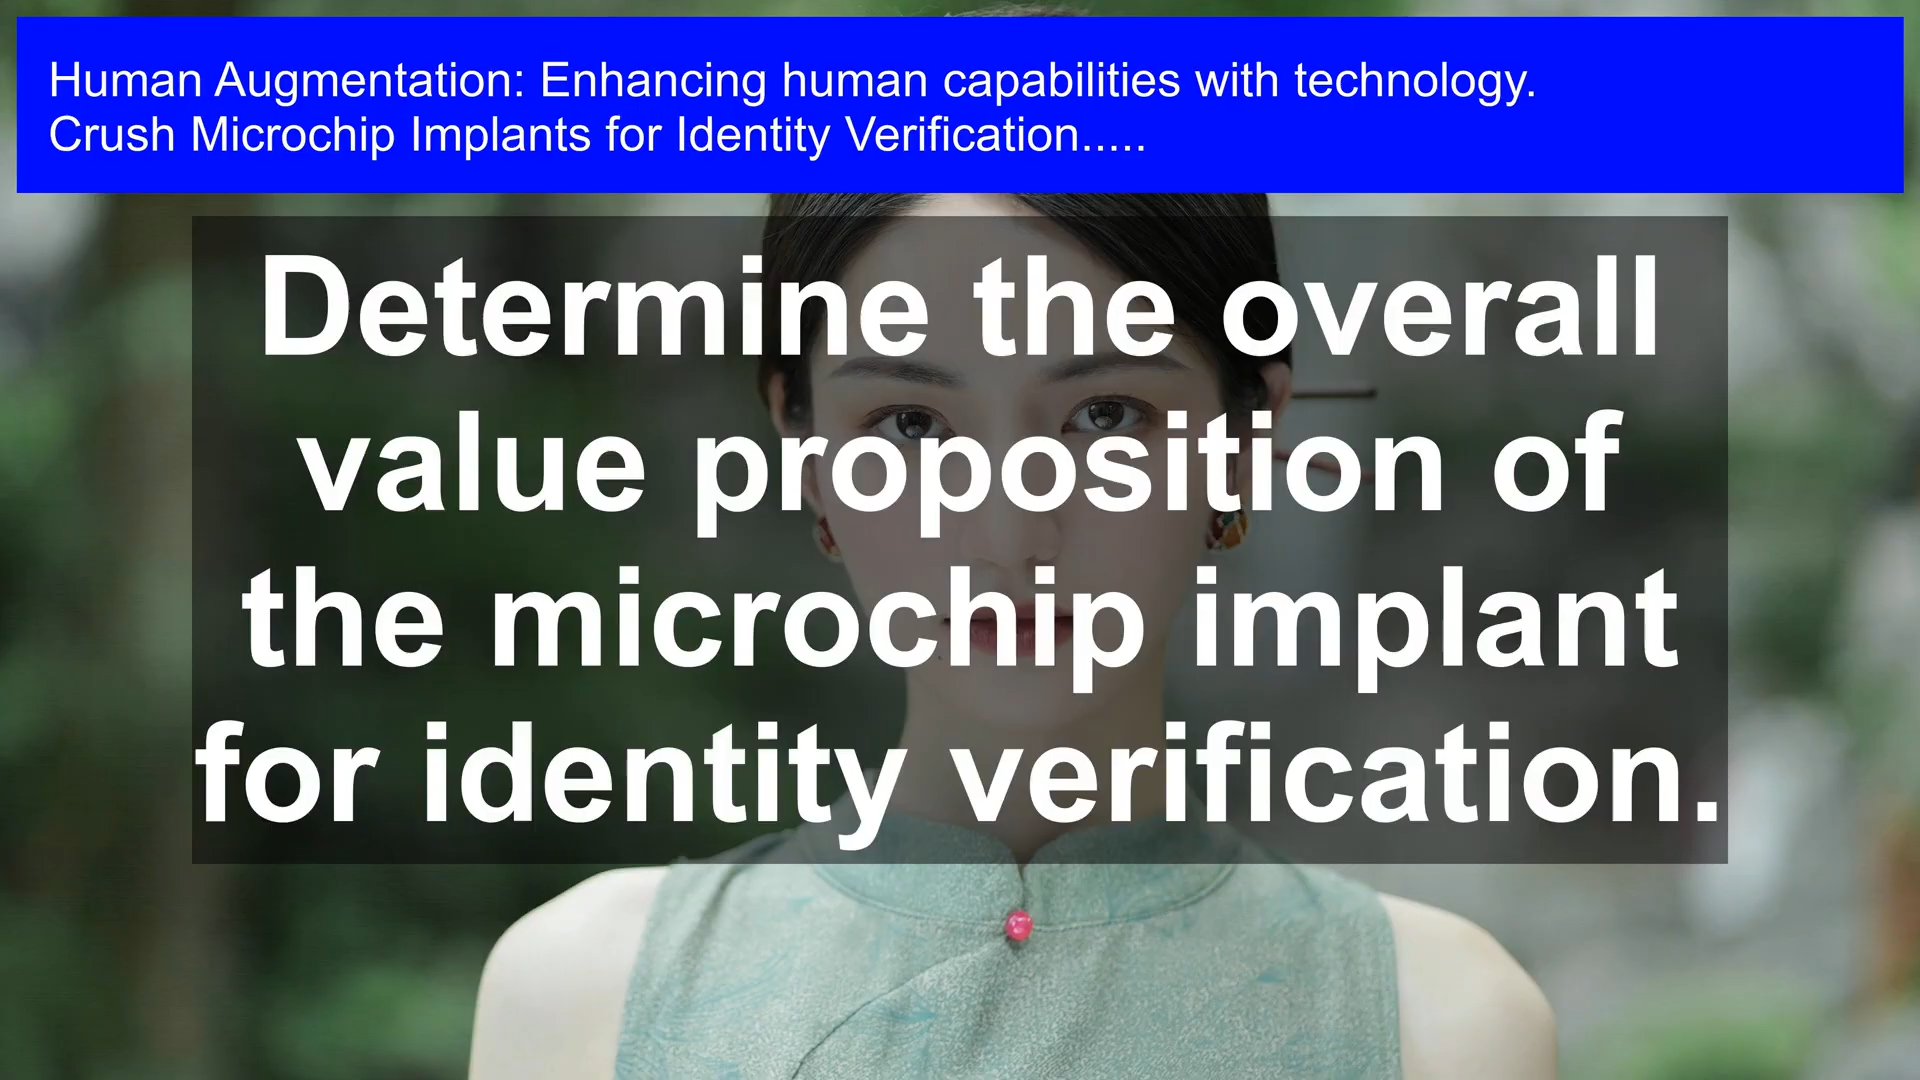 Human Augmentation: Enhancing human capabilities with technology.
Crush Microchip Implants for Identity Verification.....
Determine the overall
value proposition of
the microchip implant
for identity verification.